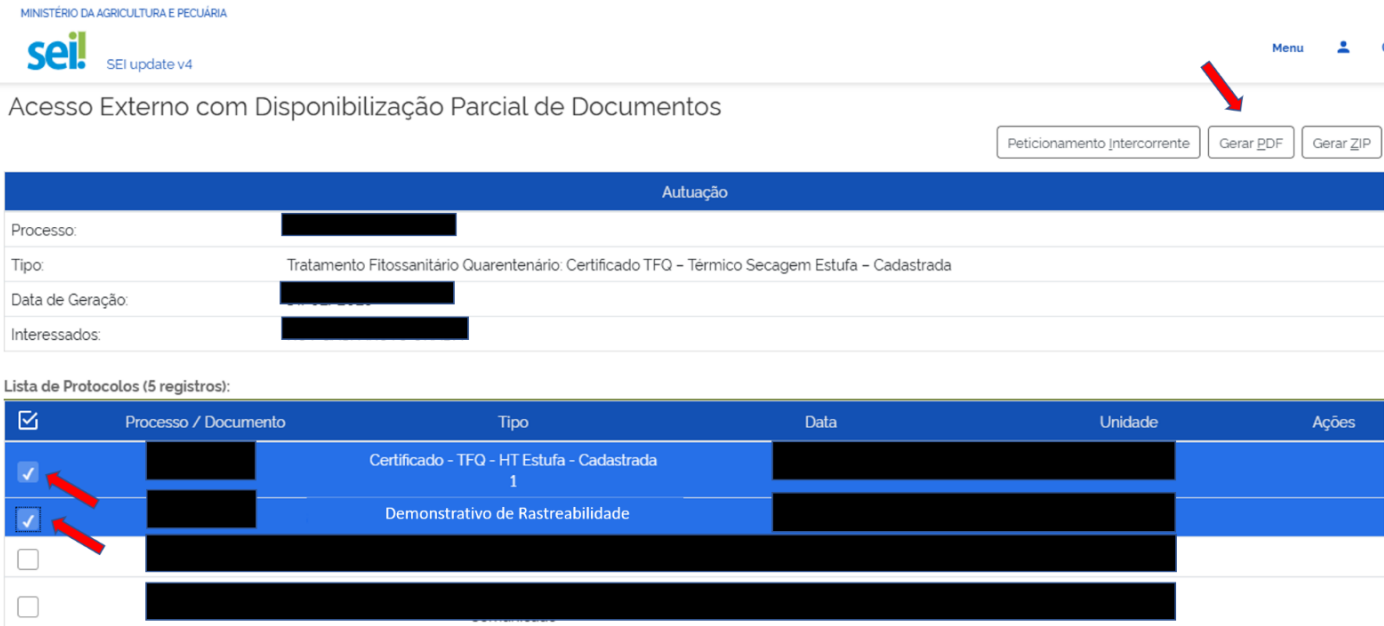 MINISTÉRIO DA AGRICULTURA E PECUÁRIA
sei!
SEI update v4
Menu
Acesso Externo com Disponibilização Parcial de Documentos
Peticionamento Intercorrente Gerar PDF Gerar ZIP
Autuação
Processo:
Tipo: Tratamento Fitossanitário Quarentenário: Certificado TFQ – Térmico Secagem Estufa – Cadastrada
Data de Geração:
Interessados:
Lista de Protocolos (5 registros):
Processo / Documento Tipo Data Unidade Ações
Certificado - TFQ - HT Estufa - Cadastrada
1
Demonstrativo de Rastreabilidade